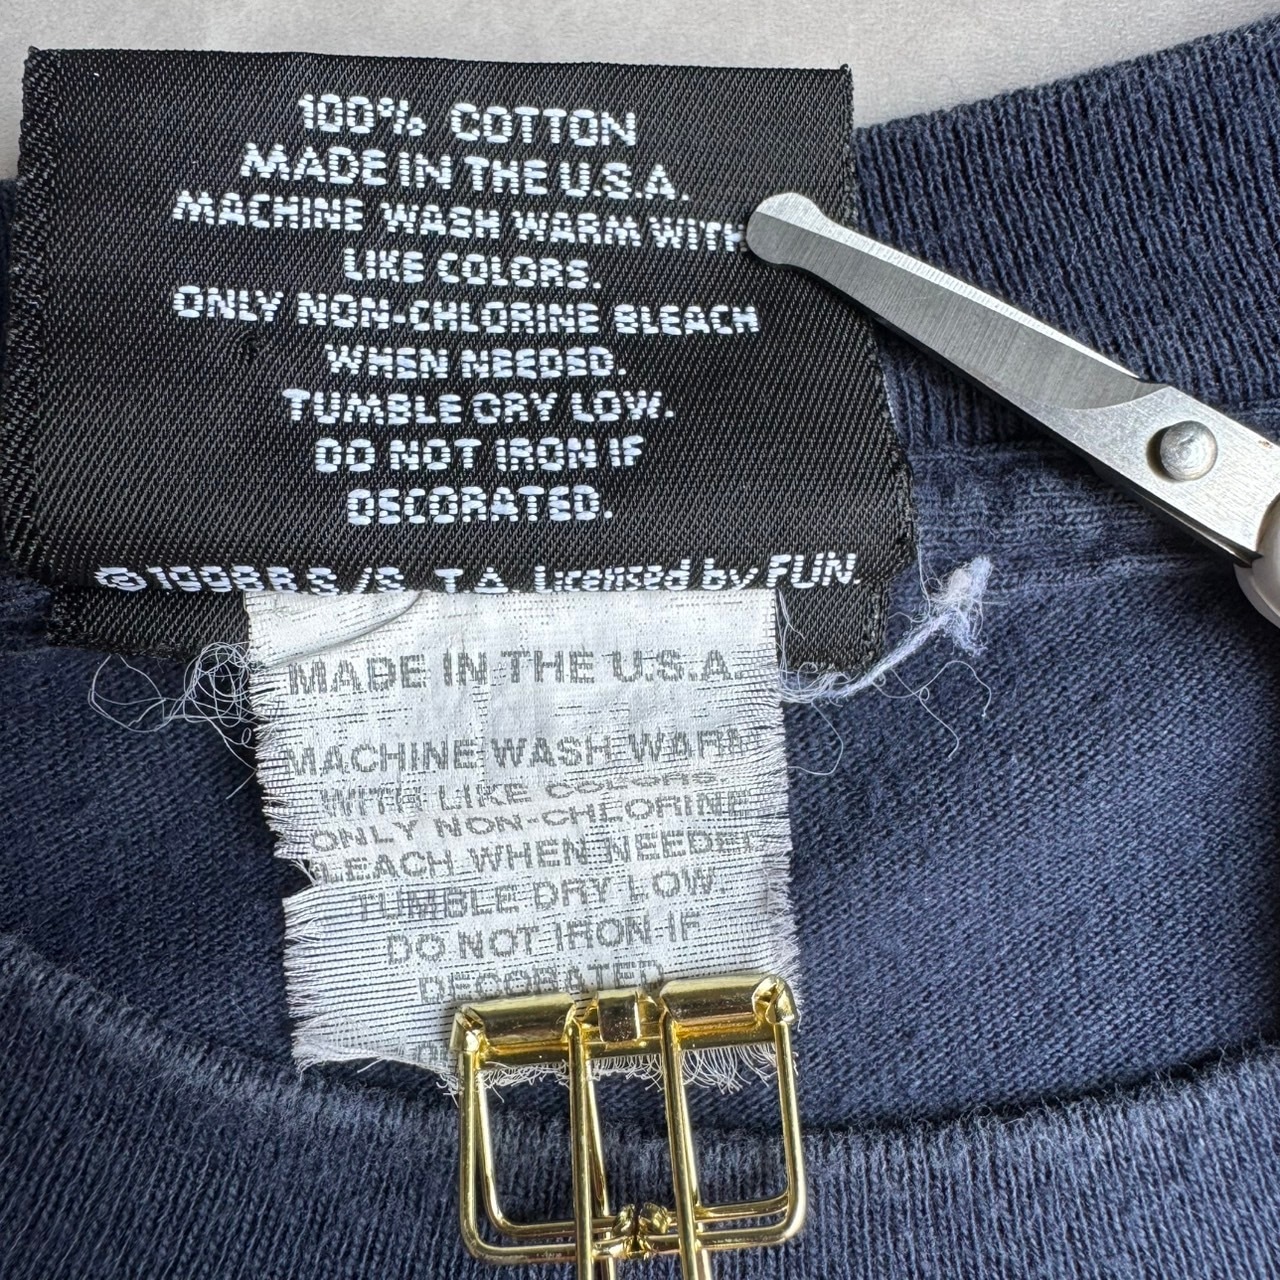 100% COTTON
MADE IN THE U.S.A.
MACHINE WASH WARM WITH
LIKE COLORS.
ONLY NON-CHLORINE BLEACH
WHEN NEEDED.
TUMBLE DRY LOW.
DO NOT IRON IF
DSCORATED.
Licensed by FUN.
MADE IN THE U.S.A.
MACHINE WASH WARM
WITH LIKE COLORS.
ONLY NON-CHLORINE
LEACH WHEN NEEDED
TUMBLE DRY LOW.
DO NOT IRON IF
DECORATED